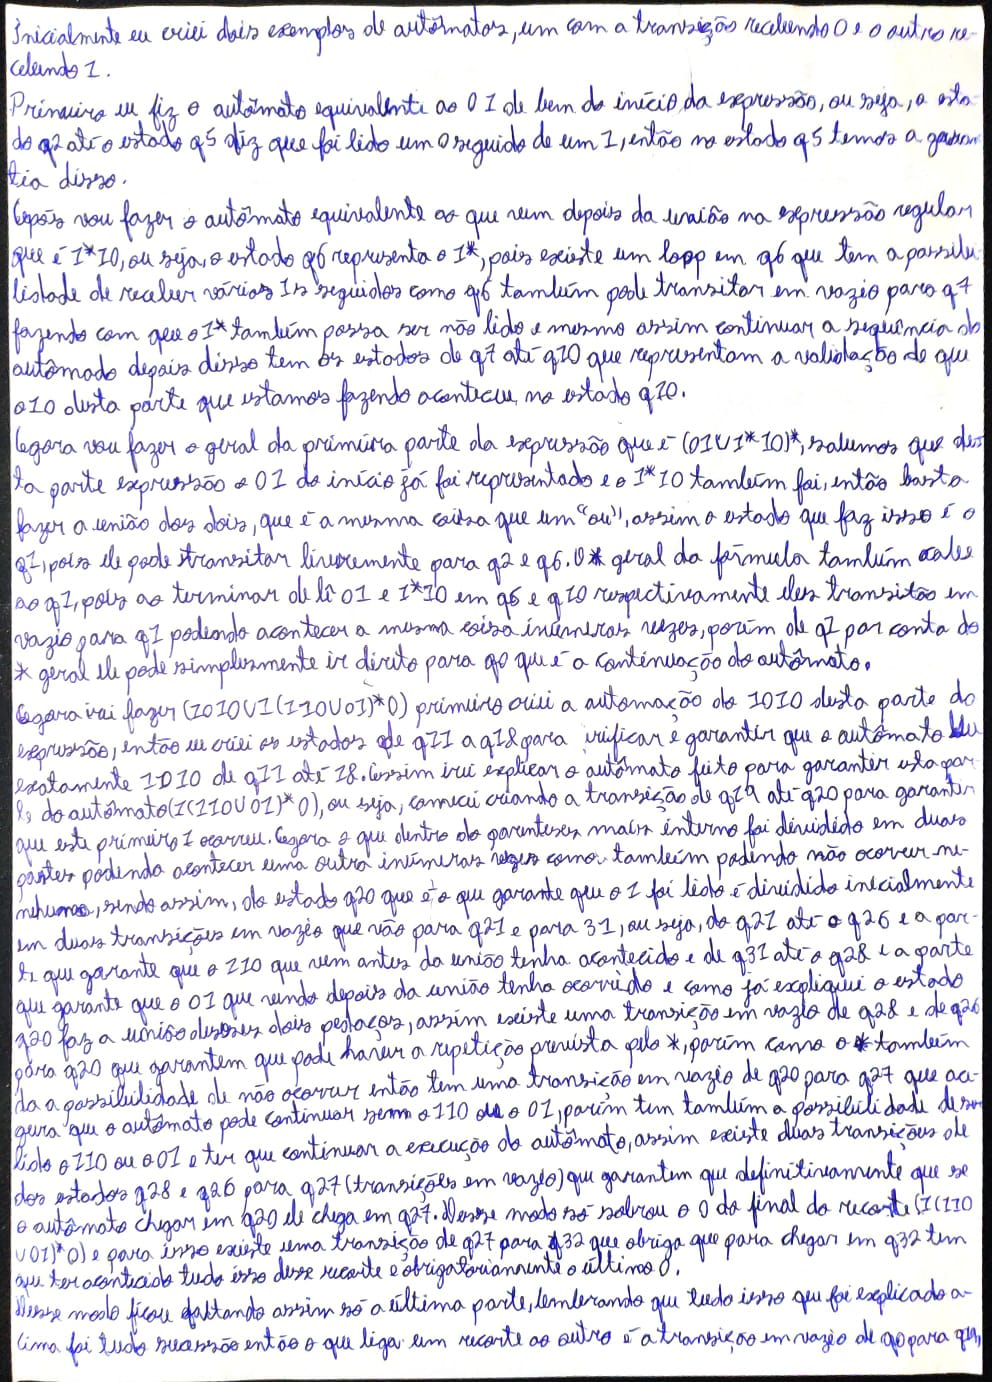 Inicialmente eu criei dois exemplos de autômatos, um com a transição recebendo 0 e o outro re-
cebendo 1.
Primeiro eu fiz o autômato equivalente ao 01 de bem do início da expressão, ou seja, o esta-
do q2 até o estado q5 diz que foi lido um 0 seguido de um 1, então no estado q5 temos a garan
tia disso.
Depois vou fazer o autômato equivalente ao que vem depois da união na expressão regular
que é 1*10, ou seja, o estado q6 representa o 1*, pois existe um lopp em q6 que tem a possibi-
lidade de receber vários 1s seguidos como q6 também pode transitar em vazio para q7
fazendo com que o 1* também possa ser não lido e mesmo assim continuar a sequência do
autômado depois disso tem os estados de q7 até q10 que representam a validação de que
o 10 desta parte que estamos fazendo aconteceu, no estado q10.
Agora vou fazer o geral da primeira parte da expressão que é (01∪1*10)*, sabemos que des
ta parte expressão o 01 do início já foi representado e o 1*10 também foi, então basta
fazer a união dos dois, que é a mesma coisa que um "ou", assim o estado que faz isso é o
q1, pois ele pode transitar livremente para q2 e q6. O * geral da fórmula também cabe
ao q1, pois ao terminar de lê 01 e 1*10 em q5 e q10 respectivamente eles transitão em
vazio para q1 podendo acontecer a mesma coisa inúmeras vezes, porém de q1 por conta do
* geral ele pode simplesmente ir direto para q0 que é a continuação do autômato.
Agora irei fazer (1010∪1(110∪01)*0) primeiro criei a automação do 1010 desta parte da
expressão, então eu criei os estados de q11 a q18 para verificar e garantir que o autômato leu
exatamente 1010 de q11 até 18. Assim irei explicar o autômato feito para garantir esta par-
te do autômato (1(110∪01)*0), ou seja, comecei criando a transição de q19 até q20 para garantir
que este primeiro 1 ocorreu. Agora o que dentro do parenteses mais interno foi dividido em duas
partes podendo acontecer uma outra inúmeras vezes como também podendo não ocorrer ne-
nehuma, sendo assim, do estado q20 que é o que garante que o 1 foi lido é dividido inicialmente
em duas transições em vazio que vão para q21 e para 31, ou seja, do q21 até o q26 e a par-
te que garante que o 110 que vem antes da união tenha acontecido e de q31 até o q28 e a parte
que garante que o 01 que vendo depois da união tenha ocorrido e como já expliquei o estado
q20 faz a união desses dois pedaços, assim existe uma transição em vazio de q28 e de q26
para q20 que garantem que pode haver a repetição prevista pelo *, porém como o * também
da a possibilidade de não ocorrer então tem uma transição em vazio de q20 para q27 que as-
gura que o autômato pode continuar sem o 110 ou o 01, porém tem também a possibilidade de ser
lido o 110 ou o 01 e ter que continuar a execução do autômato, assim existe duas transições de
dos estados q28 e q26 para q27 (transições em vazio) que garantem que definitivamente que se
o autômato chegar em q20 ele chega em q27. Desse modo só sobrou o 0 do final do recorte (1(110
∪01)*0) e para isso existe uma transição de q27 para q32 que obriga que para chegar em q32 tem
que ter acontecido tudo isso desse recorte e obrigatoriamente o último 0.
Desse modo ficou faltando assim só a última parte, lembrando que tudo isso que foi explicado a-
cima foi tudo sucessão então o que liga um recorte ao outro é a transição em vazio de q0 para q11,